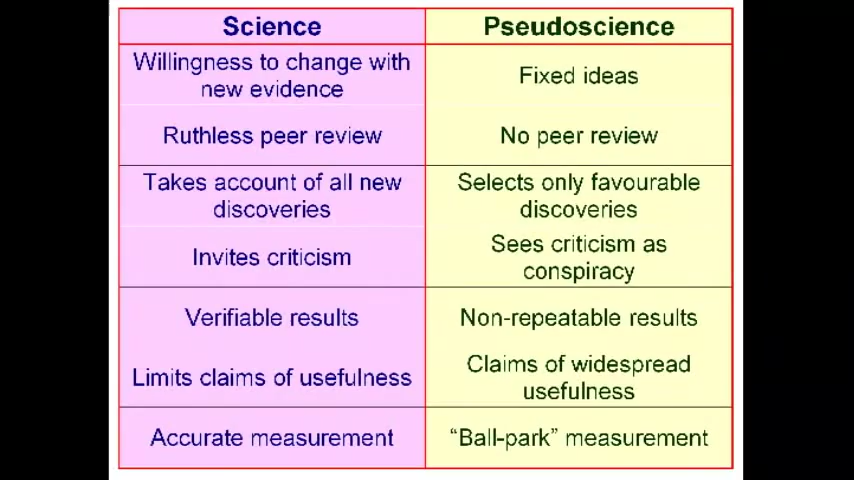 Science
Pseudoscience
Willingness to change with
new evidence
Fixed ideas
Ruthless peer review
No peer review
Takes account of all new
discoveries
Selects only favourable
discoveries
Invites criticism
Sees criticism as
conspiracy
Verifiable results
Non-repeatable results
Limits claims of usefulness
Claims of widespread
usefulness
Accurate measurement
“Ball-park” measurement